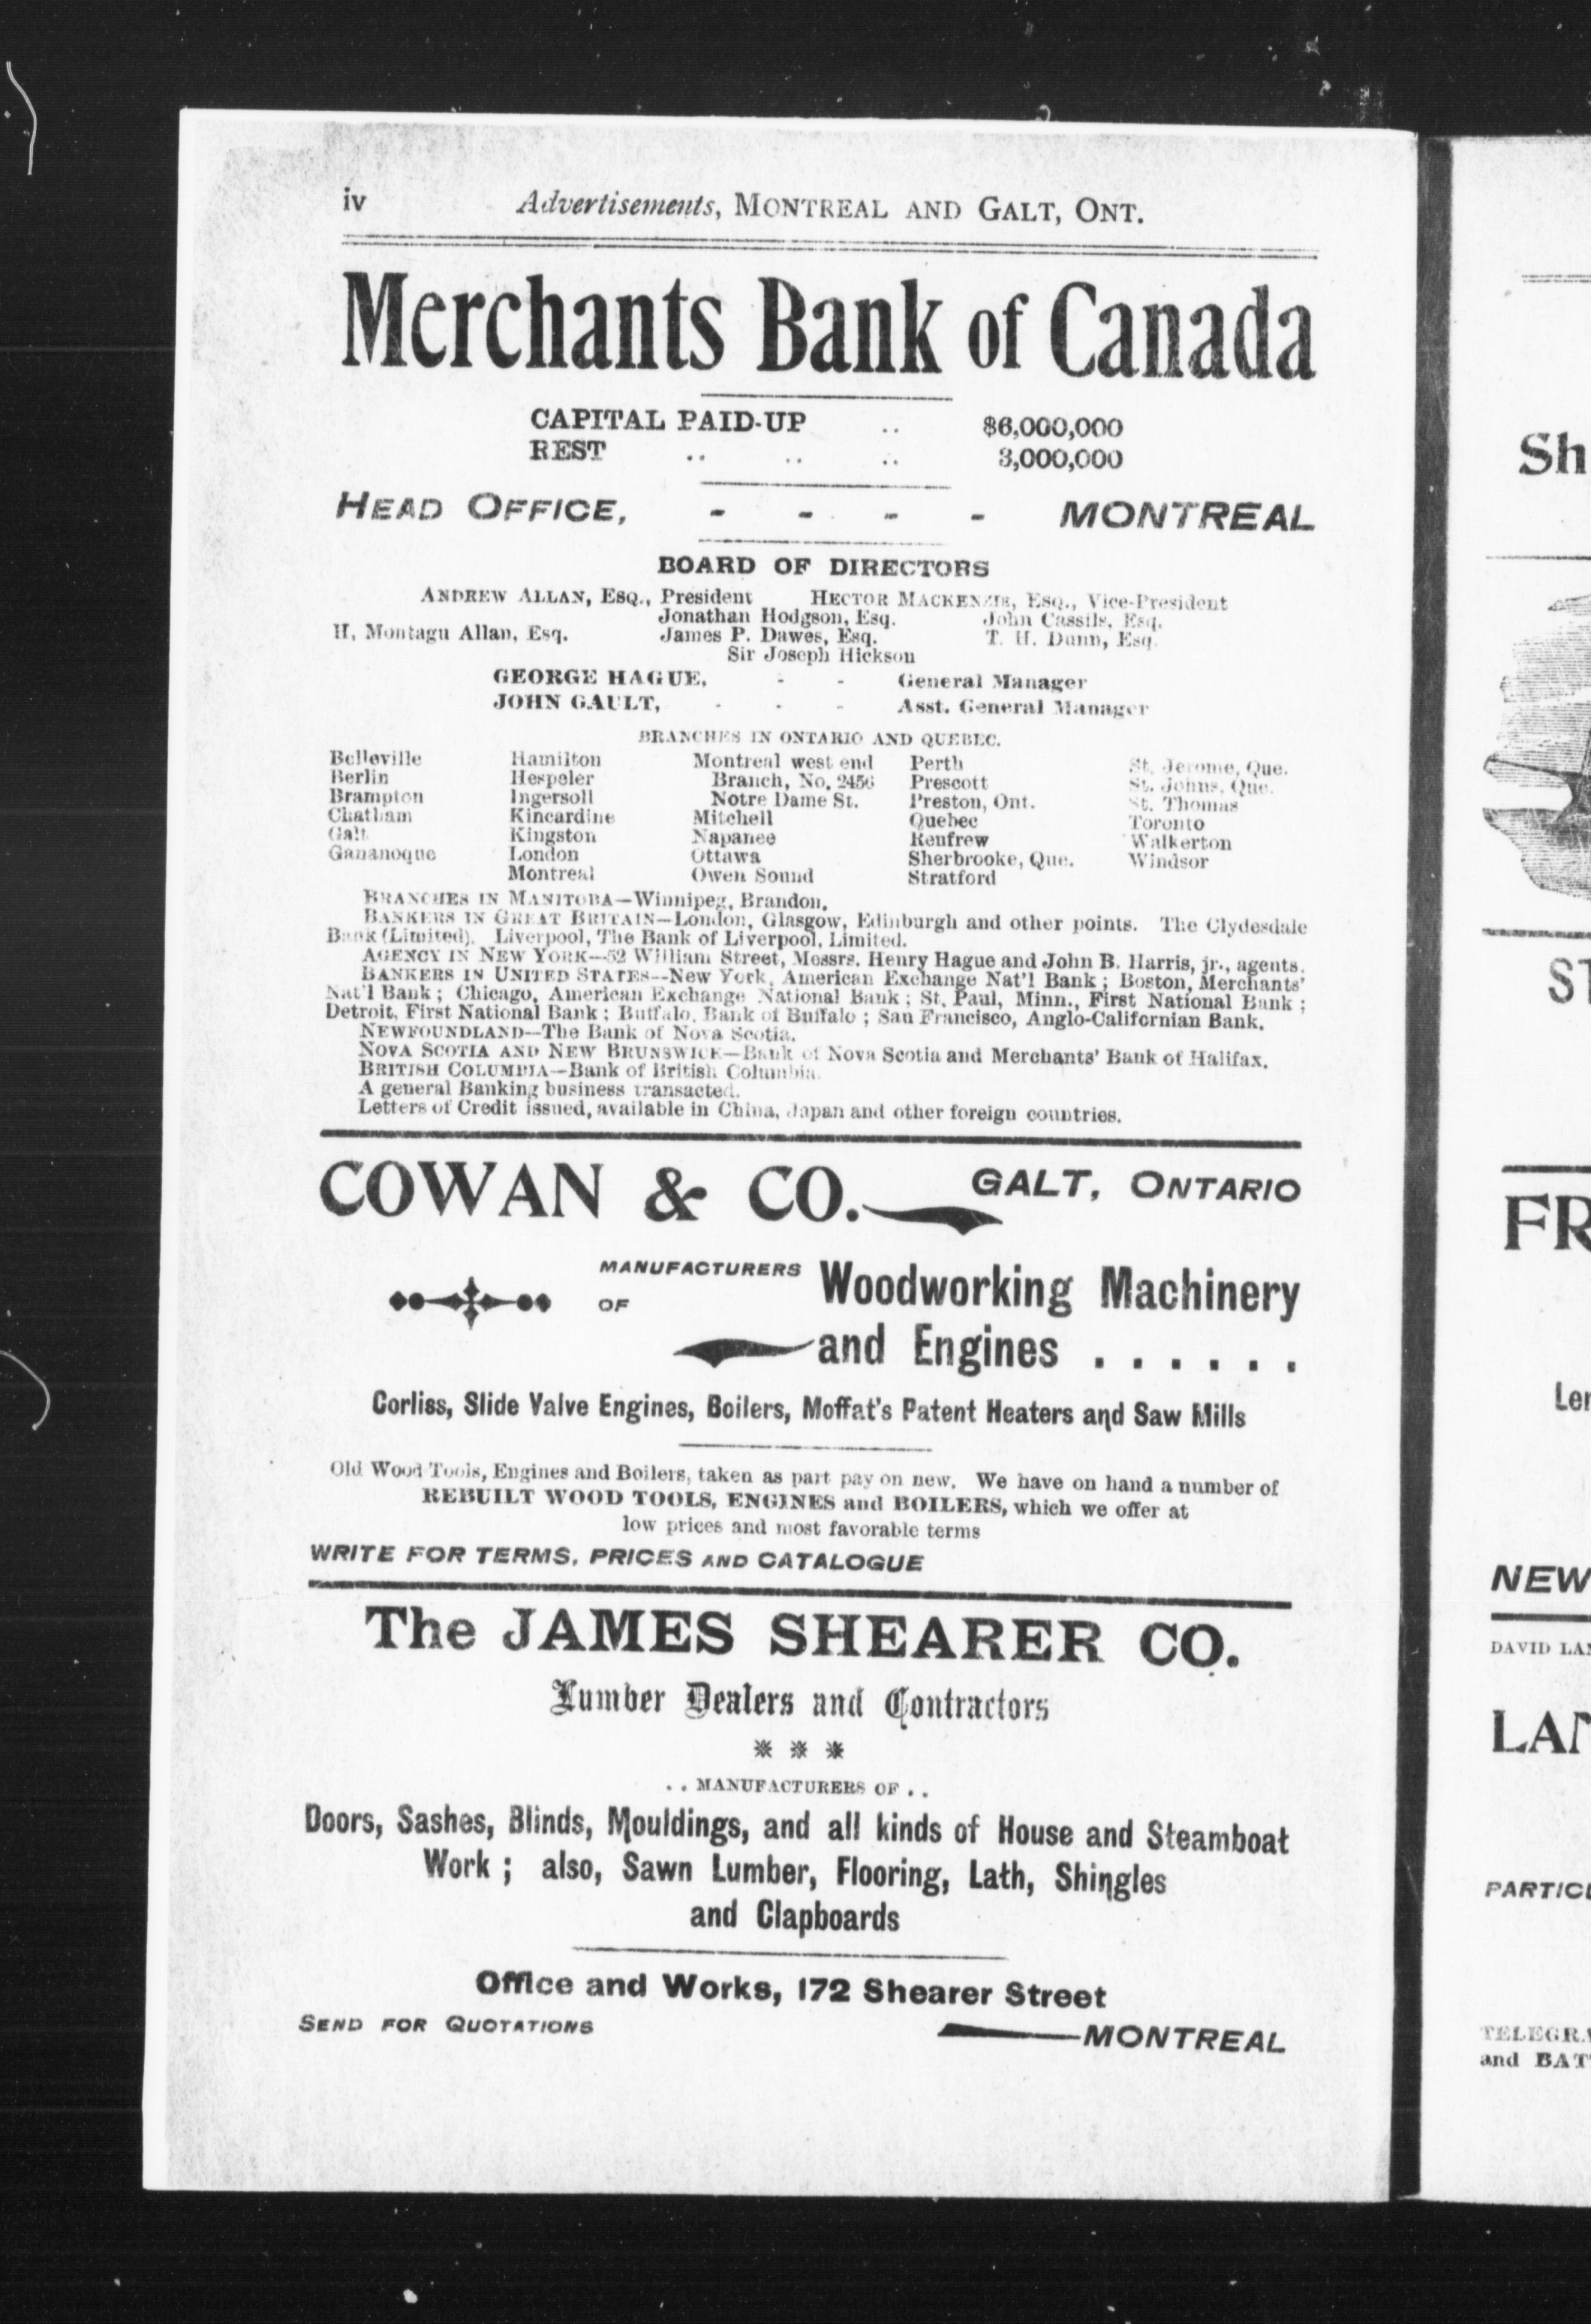 iv Advertisements, MONTREAL AND GALT, ONT.
Merchants Bank of Canada
CAPITAL PAID-UP .. $6,000,000
REST .. .. .. 3,000,000
HEAD OFFICE, - - - - MONTREAL
BOARD OF DIRECTORS
ANDREW ALLAN, ESQ., President HECTOR MACKENZIE, ESQ., Vice-President
Jonathan Hodgson, Esq. John Cassils, Esq.
H. Montagu Allan, Esq. James P. Dawes, Esq. T. H. Dunn, Esq.
Sir Joseph Hickson
GEORGE HAGUE, - - General Manager
JOHN GAULT, - - - Asst. General Manager
BRANCHES IN ONTARIO AND QUEBEC.
Belleville Hamilton Montreal west end Perth St. Jerome, Que.
Berlin Hespeler Branch, No. 2456 Prescott St. Johns, Que.
Brampton Ingersoll Notre Dame St. Preston, Ont. St. Thomas
Chatham Kincardine Mitchell Quebec Toronto
Galt Kingston Napanee Renfrew Walkerton
Gananoque London Ottawa Sherbrooke, Que. Windsor
Montreal Owen Sound Stratford
BRANCHES IN MANITOBA—Winnipeg, Brandon.
BANKERS IN GREAT BRITAIN—London, Glasgow, Edinburgh and other points. The Clydesdale
Bank (Limited). Liverpool, The Bank of Liverpool, Limited.
AGENCY IN NEW YORK—52 William Street, Messrs. Henry Hague and John B. Harris, jr., agents.
BANKERS IN UNITED STATES—New York, American Exchange Nat'l Bank; Boston, Merchants'
Nat'l Bank; Chicago, American Exchange National Bank; St. Paul, Minn., First National Bank;
Detroit, First National Bank; Buffalo, Bank of Buffalo; San Francisco, Anglo-Californian Bank.
NEWFOUNDLAND—The Bank of Nova Scotia.
NOVA SCOTIA AND NEW BRUNSWICK—Bank of Nova Scotia and Merchants' Bank of Halifax.
BRITISH COLUMBIA—Bank of British Columbia.
A general Banking business transacted.
Letters of Credit issued, available in China, Japan and other foreign countries.
COWAN & CO. GALT, ONTARIO
MANUFACTURERS OF Woodworking Machinery
and Engines . . . . . .
Corliss, Slide Valve Engines, Boilers, Moffat's Patent Heaters and Saw Mills
Old Wood Tools, Engines and Boilers, taken as part pay on new. We have on hand a number of
REBUILT WOOD TOOLS, ENGINES and BOILERS, which we offer at
low prices and most favorable terms
WRITE FOR TERMS, PRICES AND CATALOGUE
The JAMES SHEARER CO.
Lumber Dealers and Contractors
* * *
. . MANUFACTURERS OF . .
Doors, Sashes, Blinds, Mouldings, and all kinds of House and Steamboat
Work; also, Sawn Lumber, Flooring, Lath, Shingles
and Clapboards
Office and Works, 172 Shearer Street
SEND FOR QUOTATIONS MONTREAL
Sh
ST
FR
Ler
NEW
DAVID LA
LA
PARTIC
TELEGRA
and BAT